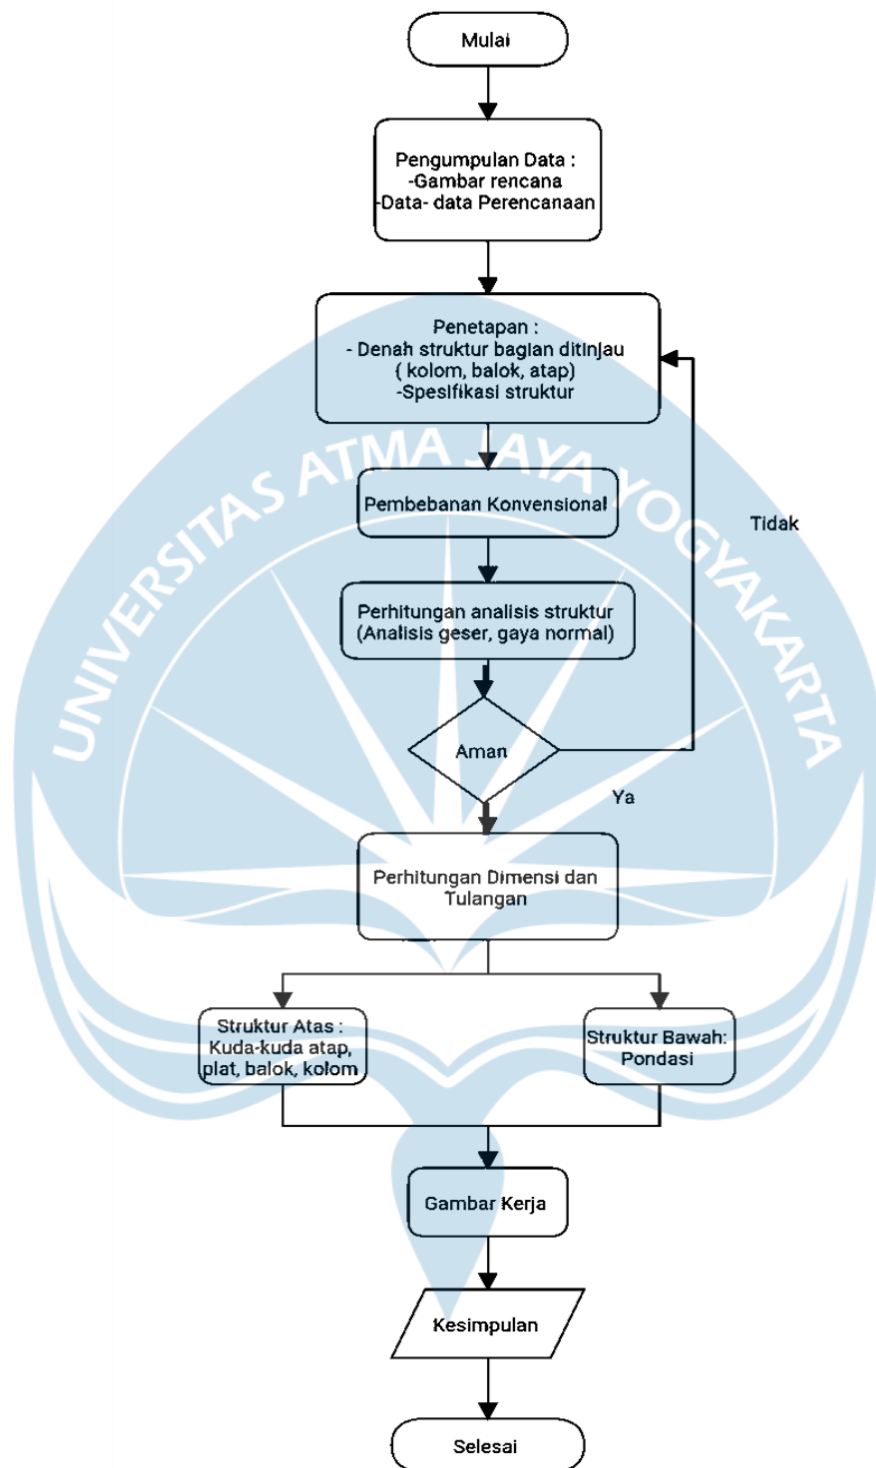 Mulai
Pengumpulan Data :
-Gambar rencana
-Data- data Perencanaan
Penetapan :
- Denah struktur bagian ditinjau
( kolom, balok, atap)
-Spesifikasi struktur
UNIVERSITAS ATMA JAYA YOGYAKARTA
Pembebanan Konvensional
Tidak
Perhitungan analisis struktur
(Analisis geser, gaya normal)
Aman
Ya
Perhitungan Dimensi dan
Tulangan
Struktur Atas :
Kuda-kuda atap,
plat, balok, kolom
Struktur Bawah:
Pondasi
Gambar Kerja
Kesimpulan
Selesai